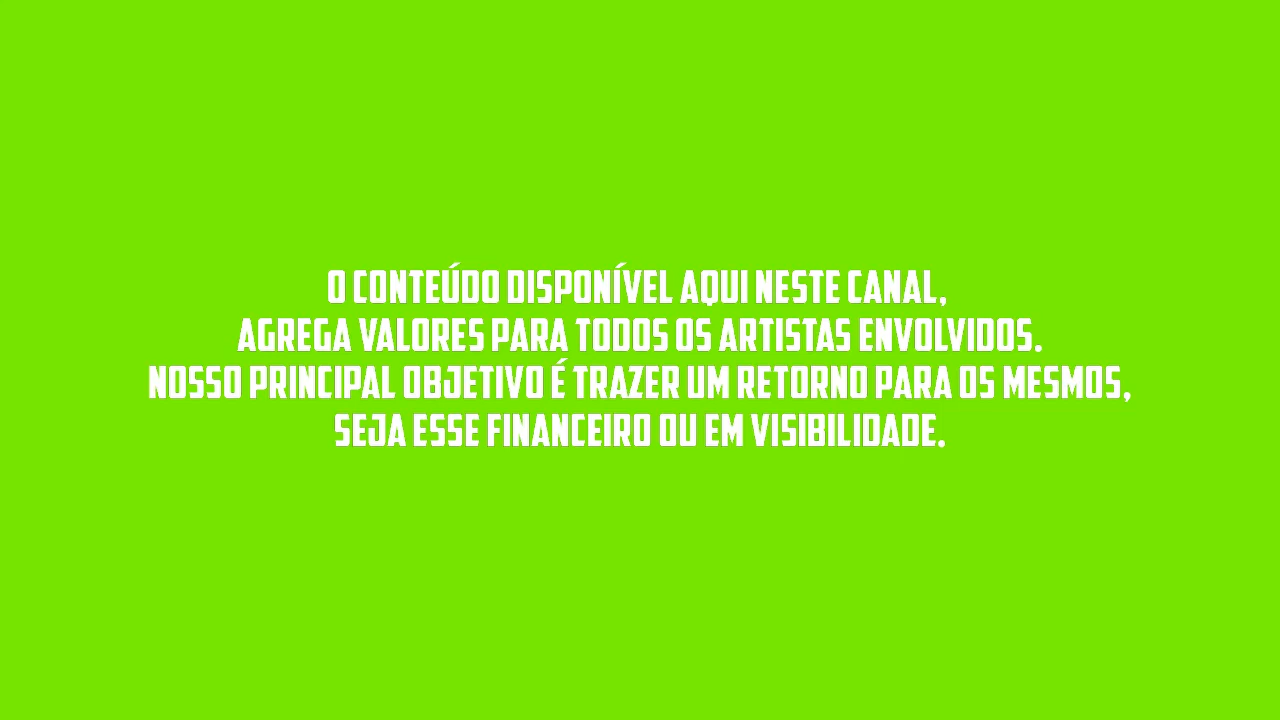 O CONTEÚDO DISPONÍVEL AQUI NESTE CANAL,
AGREGA VALORES PARA TODOS OS ARTISTAS ENVOLVIDOS.
NOSSO PRINCIPAL OBJETIVO É TRAZER UM RETORNO PARA OS MESMOS,
SEJA ESSE FINANCEIRO OU EM VISIBILIDADE.